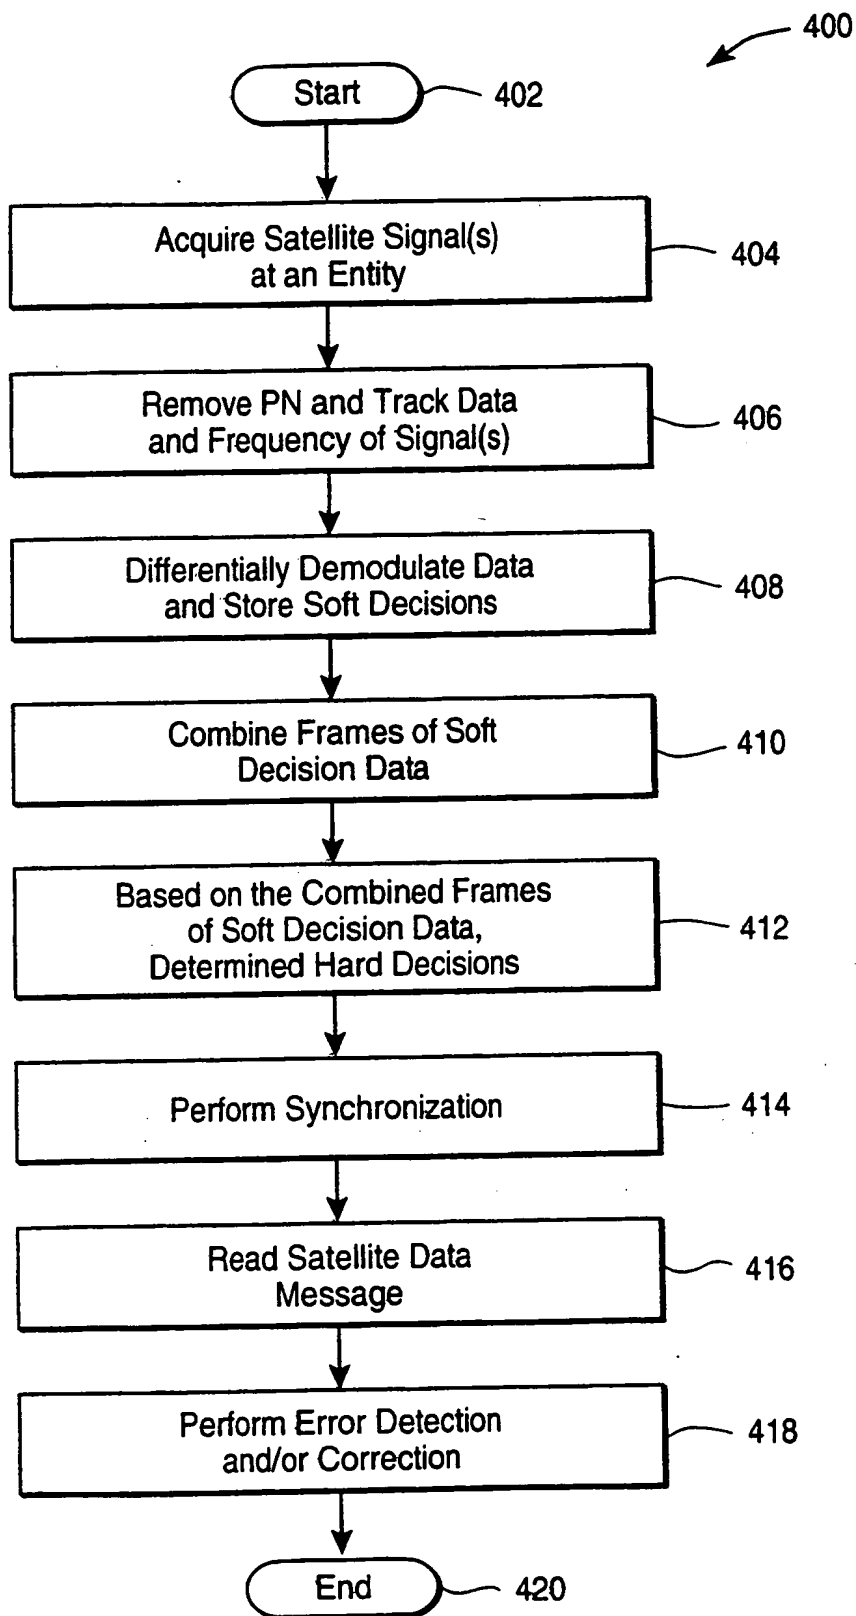 400
Start
402
Acquire Satellite Signal(s)
at an Entity
404
Remove PN and Track Data
and Frequency of Signal(s)
406
Differentially Demodulate Data
and Store Soft Decisions
408
Combine Frames of Soft
Decision Data
410
Based on the Combined Frames
of Soft Decision Data,
Determined Hard Decisions
412
Perform Synchronization
414
Read Satellite Data
Message
416
Perform Error Detection
and/or Correction
418
End
420